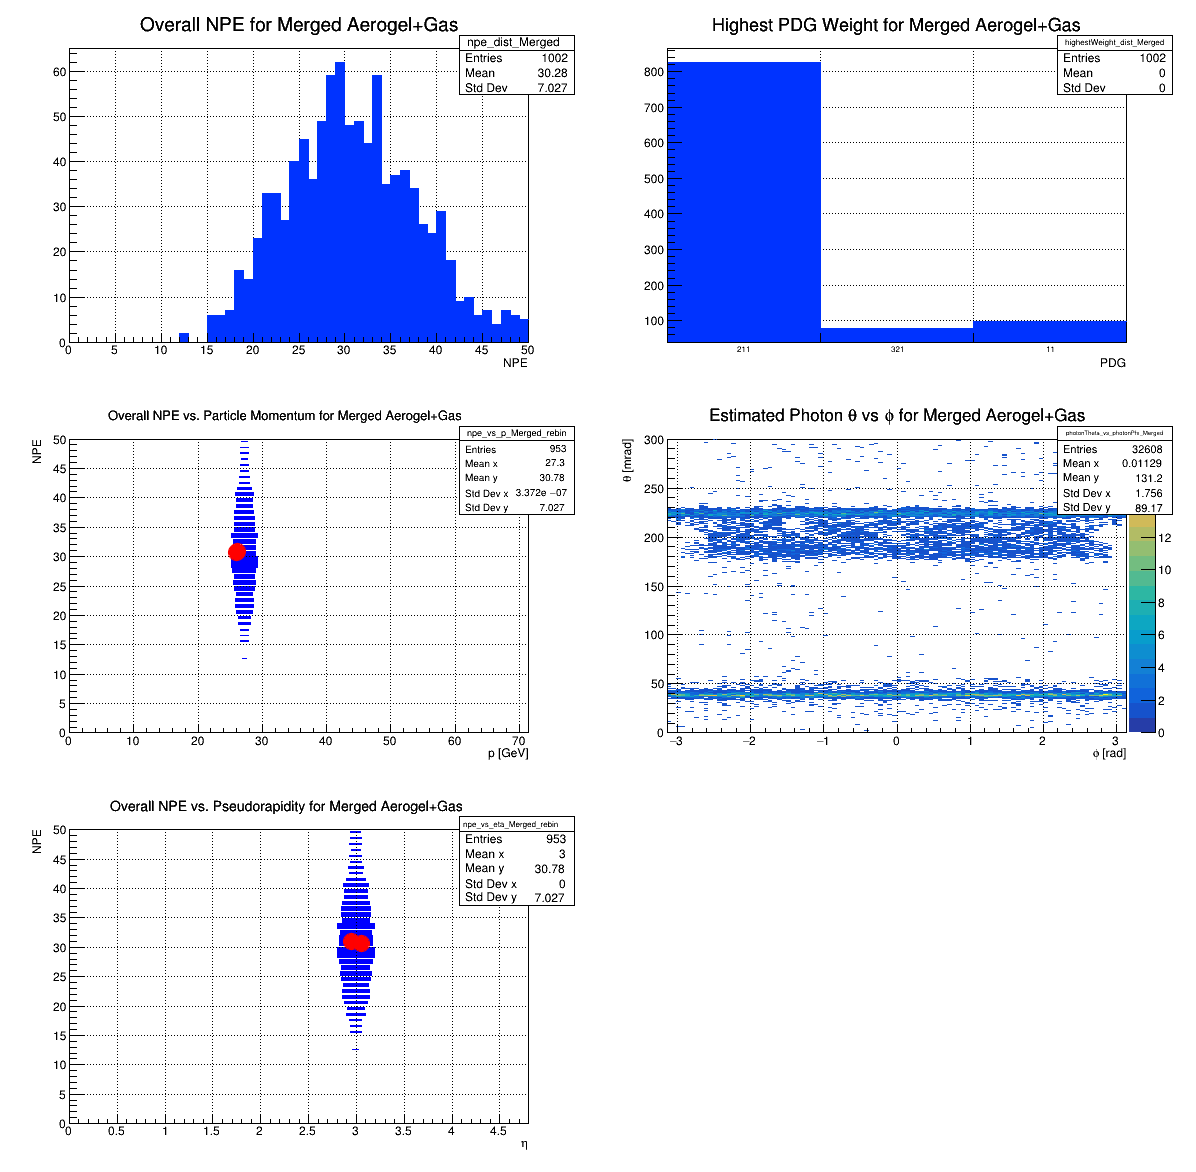 Overall NPE for Merged Aerogel+Gas
npe_dist_Merged
Entries 1002
Mean 30.28
Std Dev 7.027
60
50
40
30
20
10
0
0 5 10 15 20 25 30 35 40 45 50
NPE
Highest PDG Weight for Merged Aerogel+Gas
highestWeight_dist_Merged
Entries 1002
Mean 0
Std Dev 0
800
700
600
500
400
300
200
100
211 321 11
PDG
Overall NPE vs. Particle Momentum for Merged Aerogel+Gas
npe_vs_p_Merged_rebin
Entries 953
Mean x 27.3
Mean y 30.78
Std Dev x 3.372e −07
Std Dev y 7.027
NPE
50
45
40
35
30
25
20
15
10
5
0
0 10 20 30 40 50 60 70
p [GeV]
Estimated Photon θ vs ϕ for Merged Aerogel+Gas
photonTheta_vs_photonPhi_Merged
Entries 32608
Mean x 0.01129
Mean y 131.2
Std Dev x 1.756
Std Dev y 89.17
θ [mrad]
300
250
200
150
100
50
0
−3 −2 −1 0 1 2 3
ϕ [rad]
12
10
8
6
4
2
0
Overall NPE vs. Pseudorapidity for Merged Aerogel+Gas
npe_vs_eta_Merged_rebin
Entries 953
Mean x 3
Mean y 30.78
Std Dev x 0
Std Dev y 7.027
NPE
50
45
40
35
30
25
20
15
10
5
0
0 0.5 1 1.5 2 2.5 3 3.5 4 4.5
η